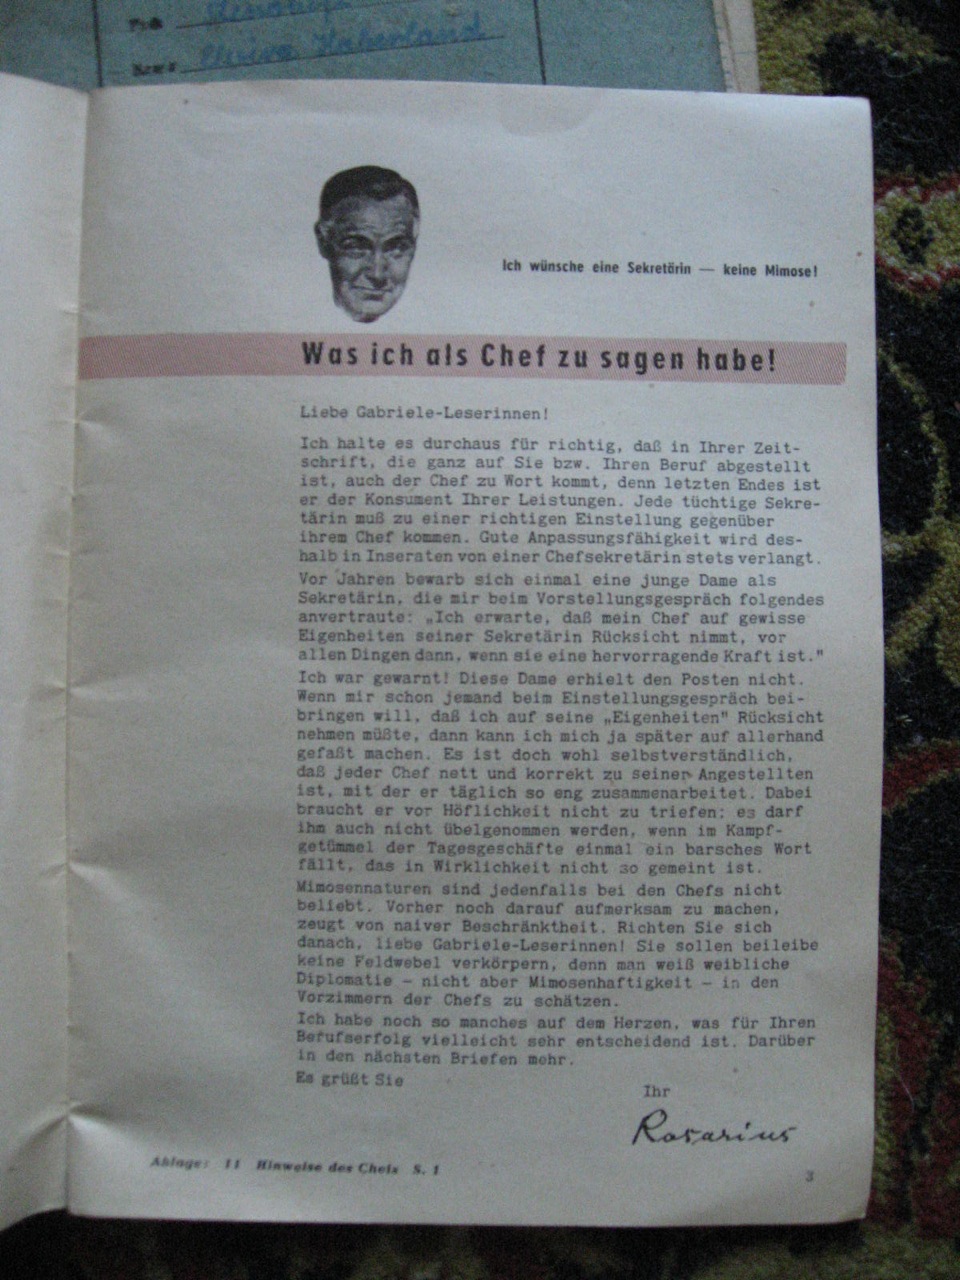 Ulrike Haberland
Ich wünsche eine Sekretärin — keine Mimose!
Was ich als Chef zu sagen habe!
Liebe Gabriele-Leserinnen!
Ich halte es durchaus für richtig, daß in Ihrer Zeit-
schrift, die ganz auf Sie bzw. Ihren Beruf abgestellt
ist, auch der Chef zu Wort kommt, denn letzten Endes ist
er der Konsument Ihrer Leistungen. Jede tüchtige Sekre-
tärin muß zu einer richtigen Einstellung gegenüber
ihrem Chef kommen. Gute Anpassungsfähigkeit wird des-
halb in Inseraten von einer Chefsekretärin stets verlangt.
Vor Jahren bewarb sich einmal eine junge Dame als
Sekretärin, die mir beim Vorstellungsgespräch folgendes
anvertraute: „Ich erwarte, daß mein Chef auf gewisse
Eigenheiten seiner Sekretärin Rücksicht nimmt, vor
allen Dingen dann, wenn sie eine hervorragende Kraft ist."
Ich war gewarnt! Diese Dame erhielt den Posten nicht.
Wenn mir schon jemand beim Einstellungsgespräch bei-
bringen will, daß ich auf seine „Eigenheiten" Rücksicht
nehmen müßte, dann kann ich mich ja später auf allerhand
gefaßt machen. Es ist doch wohl selbstverständlich,
daß jeder Chef nett und korrekt zu seiner Angestellten
ist, mit der er täglich so eng zusammenarbeitet. Dabei
braucht er vor Höflichkeit nicht zu triefen; es darf
ihm auch nicht übelgenommen werden, wenn im Kampf-
getümmel der Tagesgeschäfte einmal ein barsches Wort
fällt, das in Wirklichkeit nicht so gemeint ist.
Mimosennaturen sind jedenfalls bei den Chefs nicht
beliebt. Vorher noch darauf aufmerksam zu machen,
zeugt von naiver Beschränktheit. Richten Sie sich
danach, liebe Gabriele-Leserinnen! Sie sollen beileibe
keine Feldwebel verkörpern, denn man weiß weibliche
Diplomatie – nicht aber Mimosenhaftigkeit – in den
Vorzimmern der Chefs zu schätzen.
Ich habe noch so manches auf dem Herzen, was für Ihren
Berufserfolg vielleicht sehr entscheidend ist. Darüber
in den nächsten Briefen mehr.
Es grüßt Sie
Ihr
Rosarius
Ablage: 11 Hinweise des Chefs S. 1
3